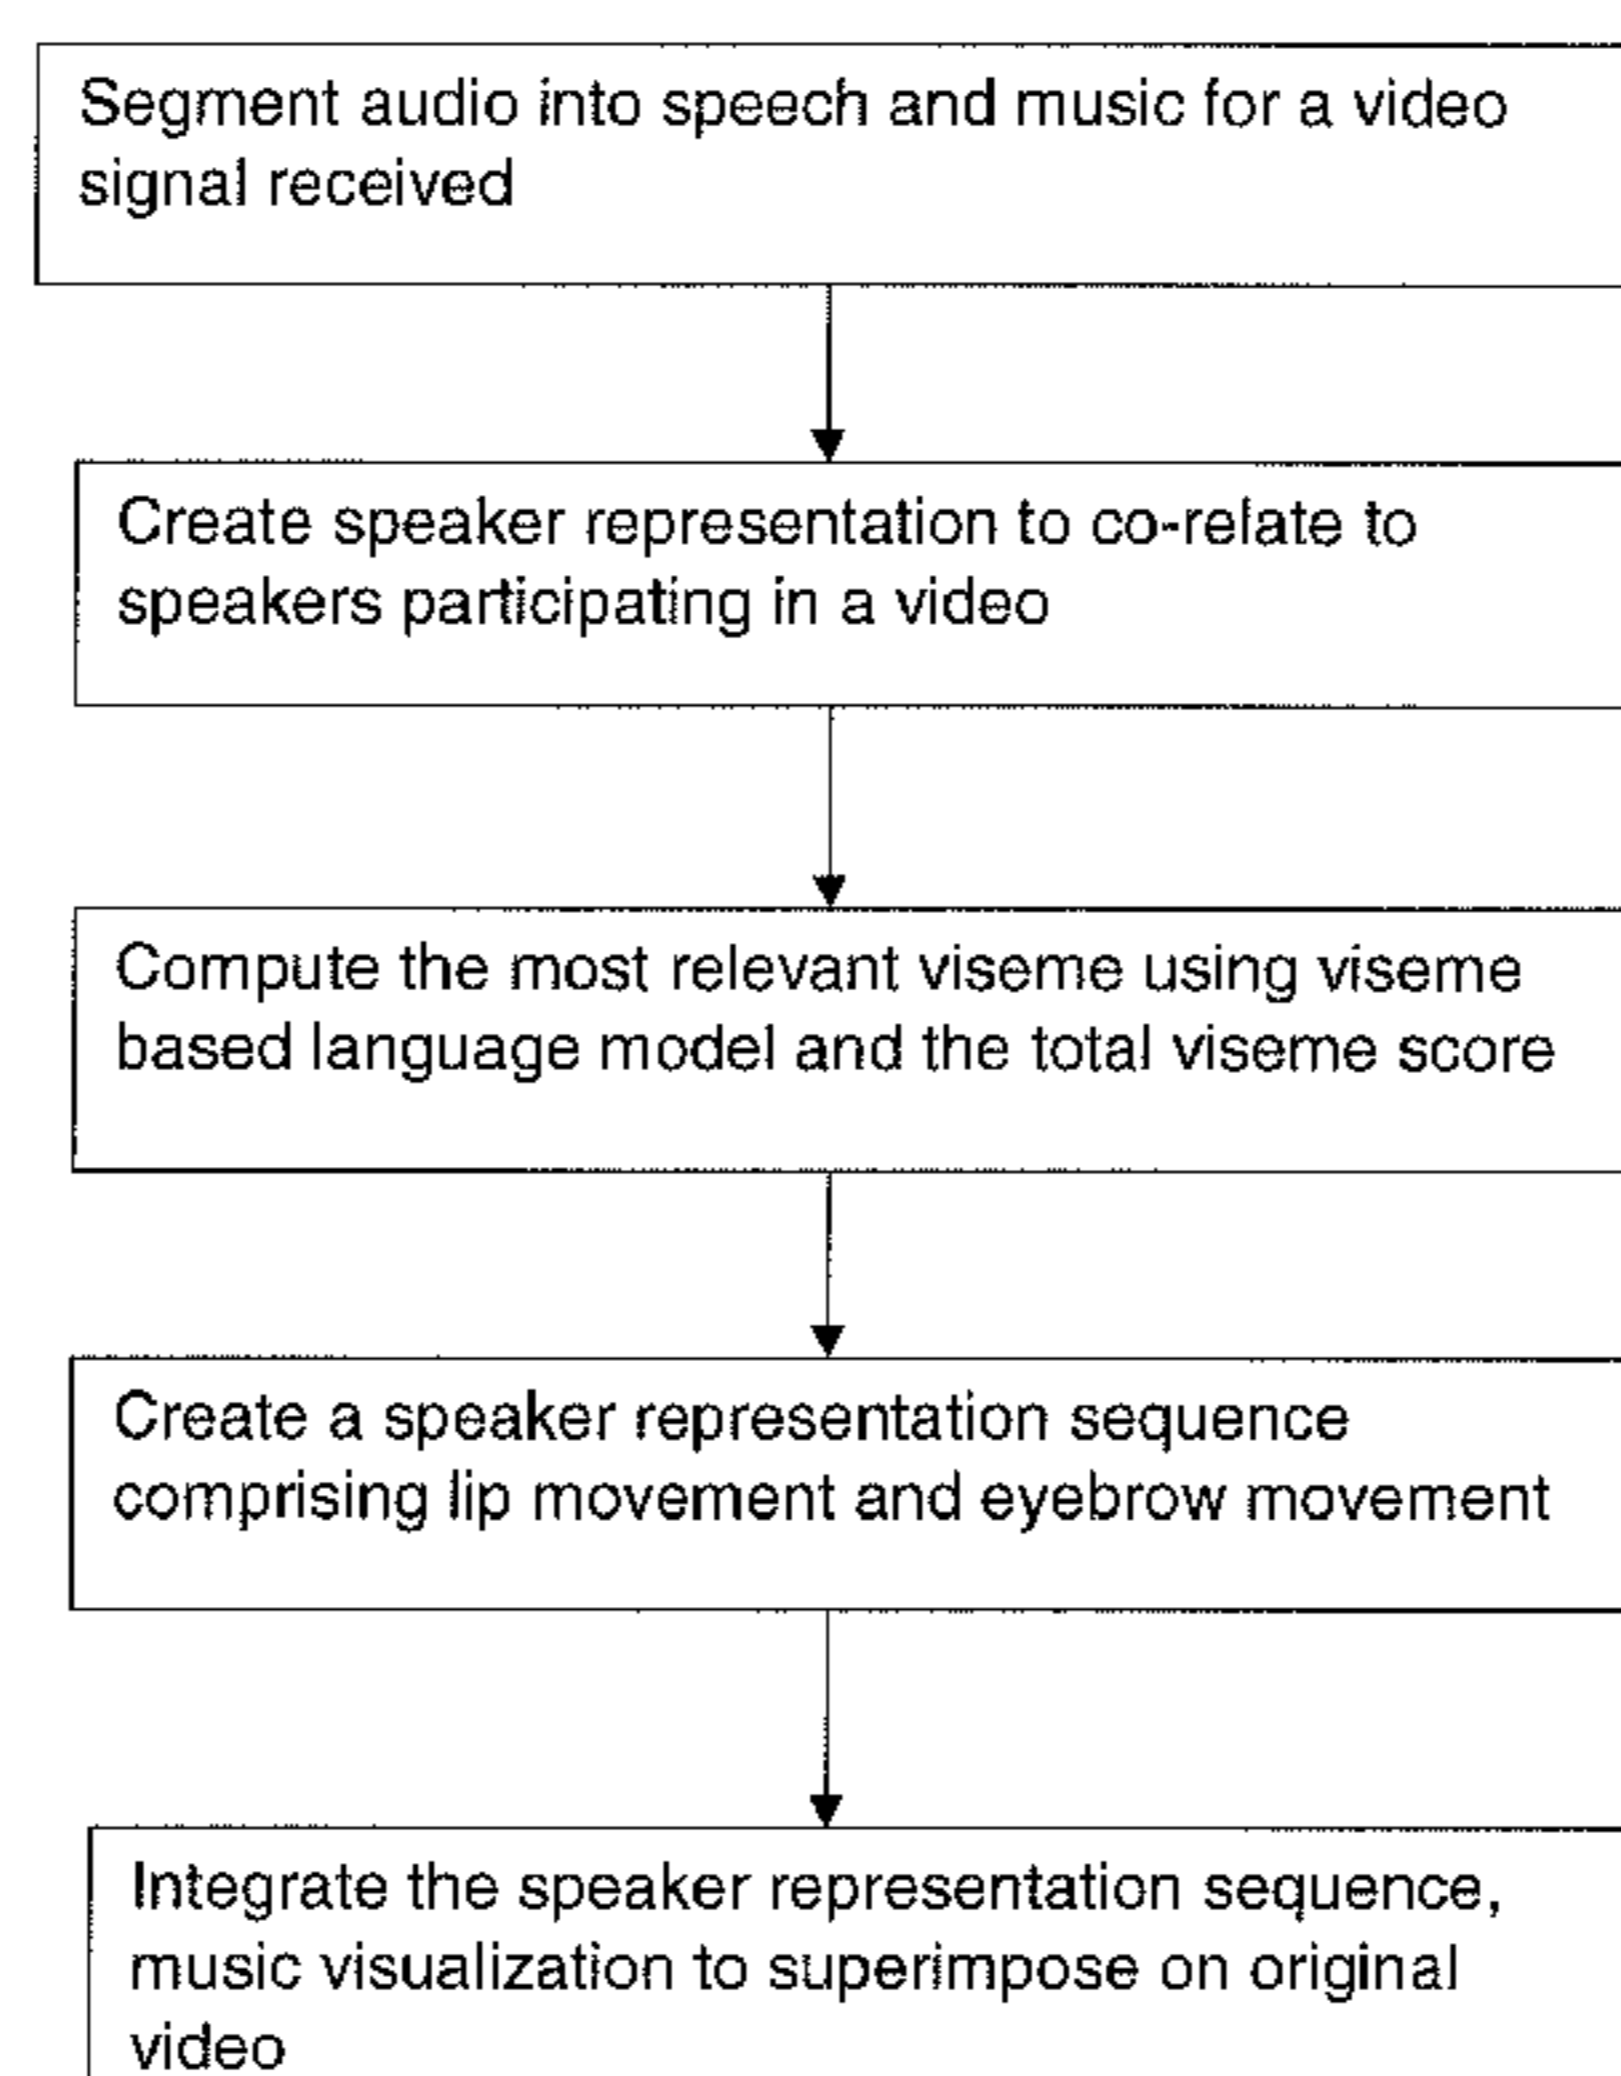 Segment audio into speech and music for a video
signal received
Create speaker representation to co-relate to
speakers participating in a video
Compute the most relevant viseme using viseme
based language model and the total viseme score
Create a speaker representation sequence
comprising lip movement and eyebrow movement
Integrate the speaker representation sequence,
music visualization to superimpose on original
video